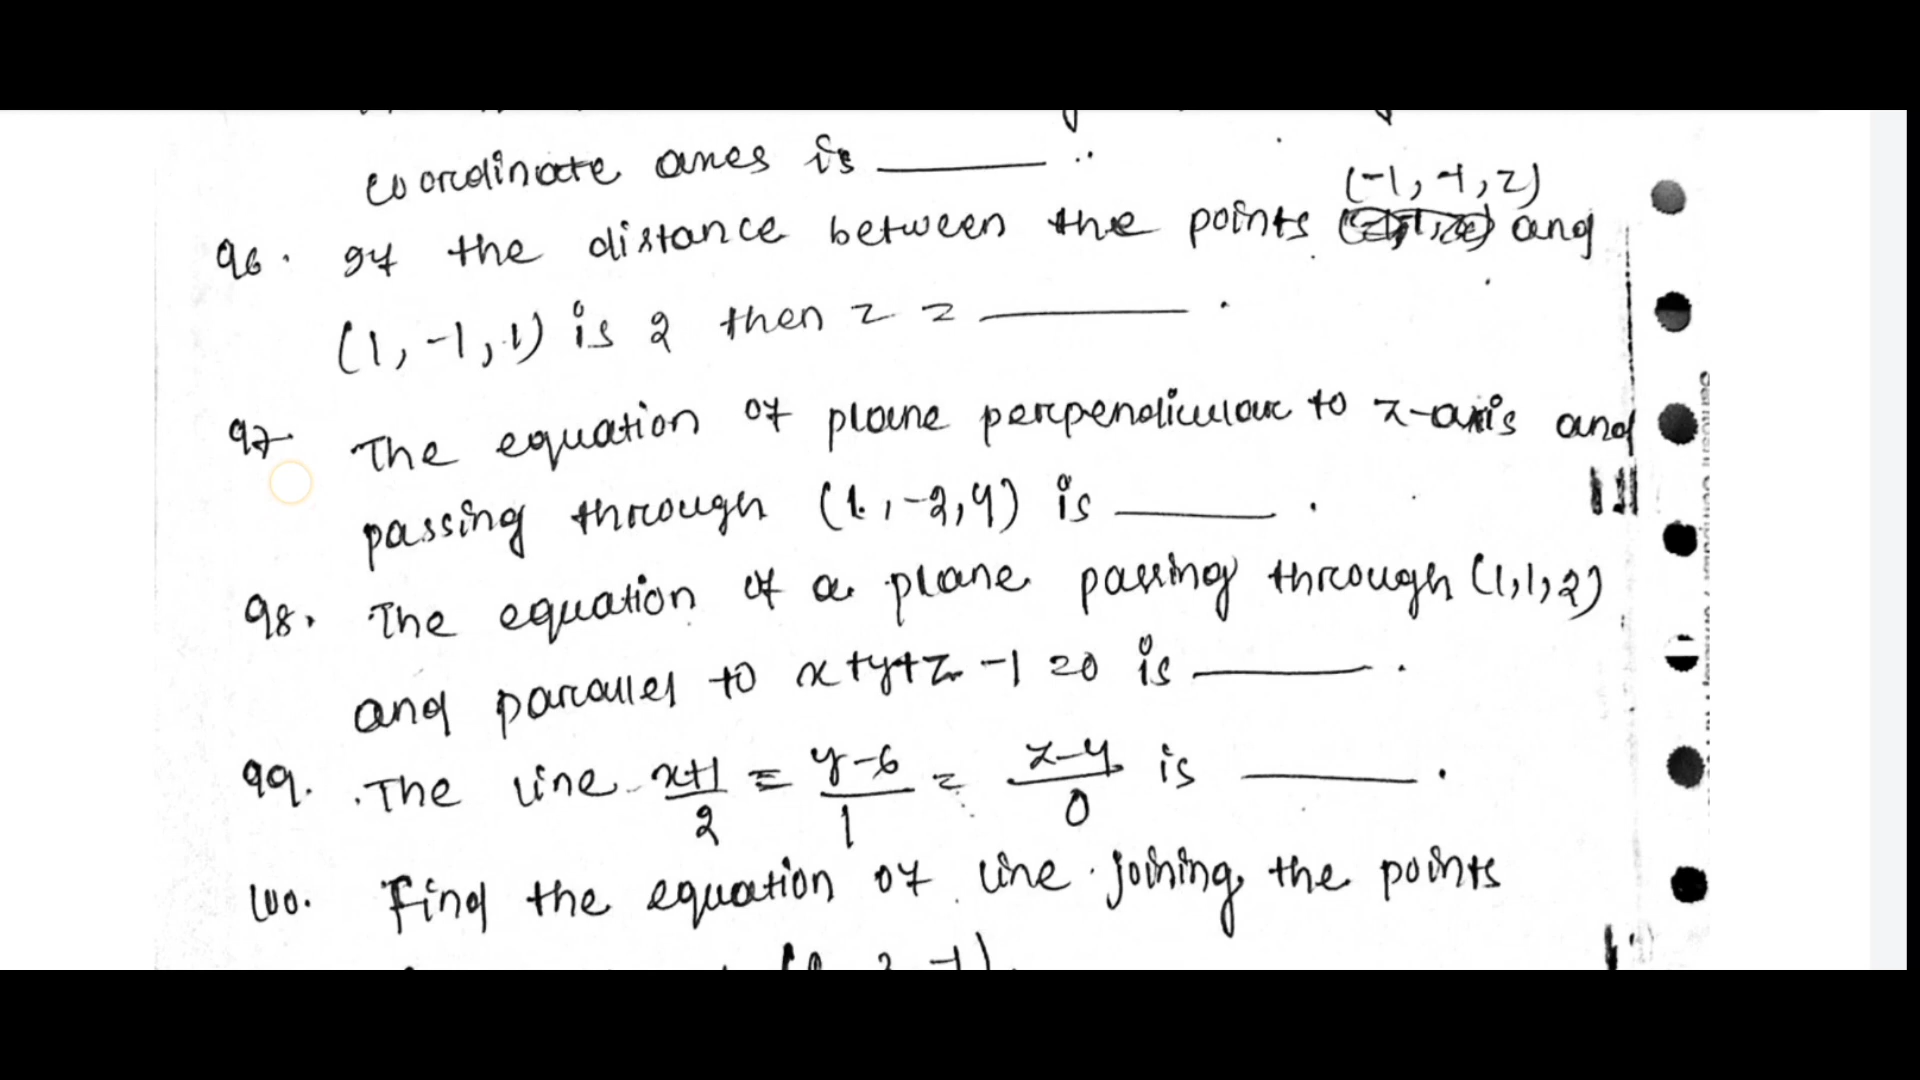 coordinate axes is ______ .
(-1, -1, z)
96. If the distance between the points and
(1, -1, 1) is 2 then z = ______ .
97. The equation of plane perpendicular to z-axis and
passing through (1, -2, 4) is ______ .
98. The equation of a plane passing through (1,1,2)
and parallel to x+y+z-1=0 is ______ .
99. The line x+1/2 = y-6/1 = z-4/0 is ______ .
100. Find the equation of line joining the points